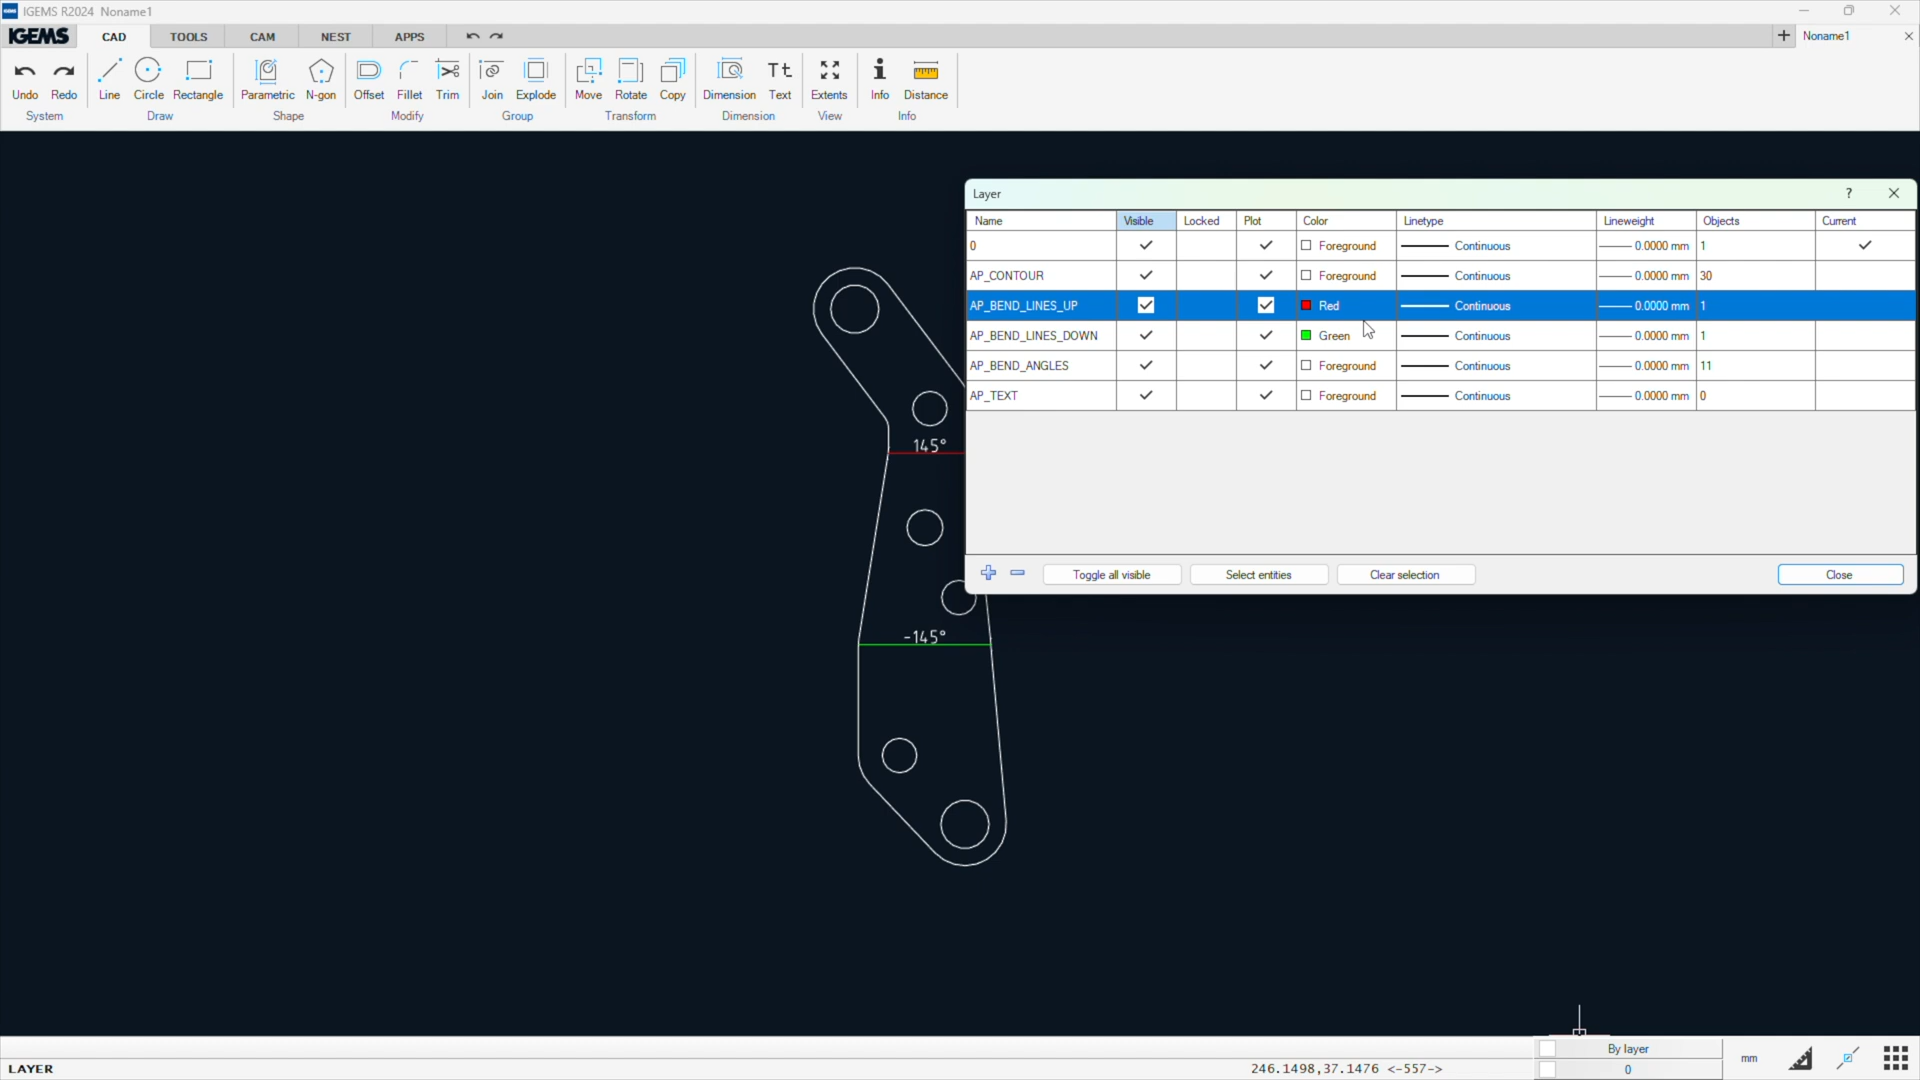 IGEMS R2024 Noname1
IGEMS CAD TOOLS CAM NEST APPS + Noname1
Undo Redo Line Circle Rectangle Parametric N-gon Offset Fillet Trim Join Explode Move Rotate Copy Dimension Text Extents Info Distance
System Draw Shape Modify Group Transform Dimension View Info
Layer ?
Name Visible Locked Plot Color Linetype Lineweight Objects Current
0 Foreground Continuous 0.0000 mm 1
AP_CONTOUR Foreground Continuous 0.0000 mm 30
AP_BEND_LINES_UP Red Continuous 0.0000 mm 1
AP_BEND_LINES_DOWN Green Continuous 0.0000 mm 1
AP_BEND_ANGLES Foreground Continuous 0.0000 mm 11
AP_TEXT Foreground Continuous 0.0000 mm 0
145°
Toggle all visible Select entities Clear selection Close
-145°
By layer
mm
LAYER 246.1498,37.1476 <-557-> 0